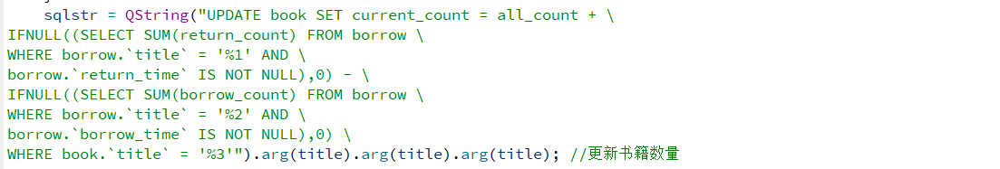 sqlstr = QString("UPDATE book SET current_count = all_count + \
IFNULL((SELECT SUM(return_count) FROM borrow \
WHERE borrow.`title` = '%1' AND \
borrow.`return_time` IS NOT NULL),0) - \
IFNULL((SELECT SUM(borrow_count) FROM borrow \
WHERE borrow.`title` = '%2' AND \
borrow.`borrow_time` IS NOT NULL),0) \
WHERE book.`title` = '%3'").arg(title).arg(title).arg(title); //更新书籍数量